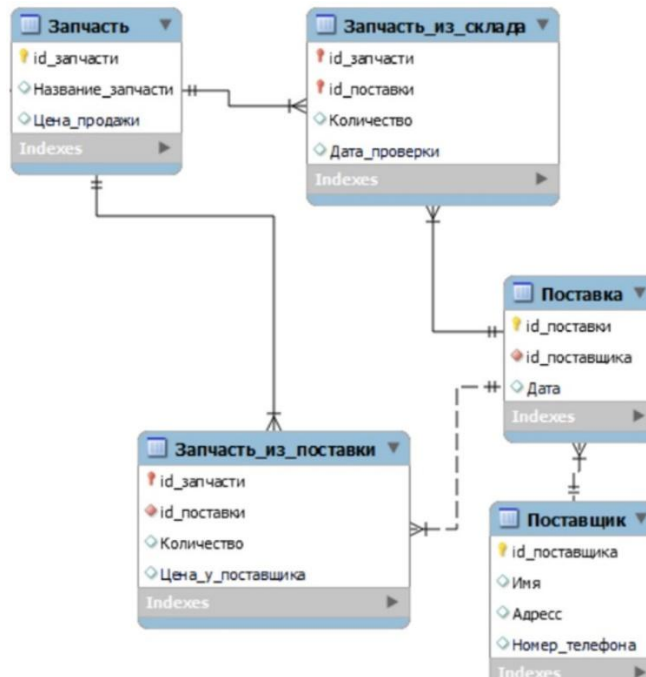 Запчасть
id_запчасти
Название_запчасти
Цена_продажи
Indexes
Запчасть_из_склада
id_запчасти
id_поставки
Количество
Дата_проверки
Indexes
Поставка
id_поставки
id_поставщика
Дата
Indexes
Запчасть_из_поставки
id_запчасти
id_поставки
Количество
Цена_у_поставщика
Indexes
Поставщик
id_поставщика
Имя
Адресс
Номер_телефона
Indexes